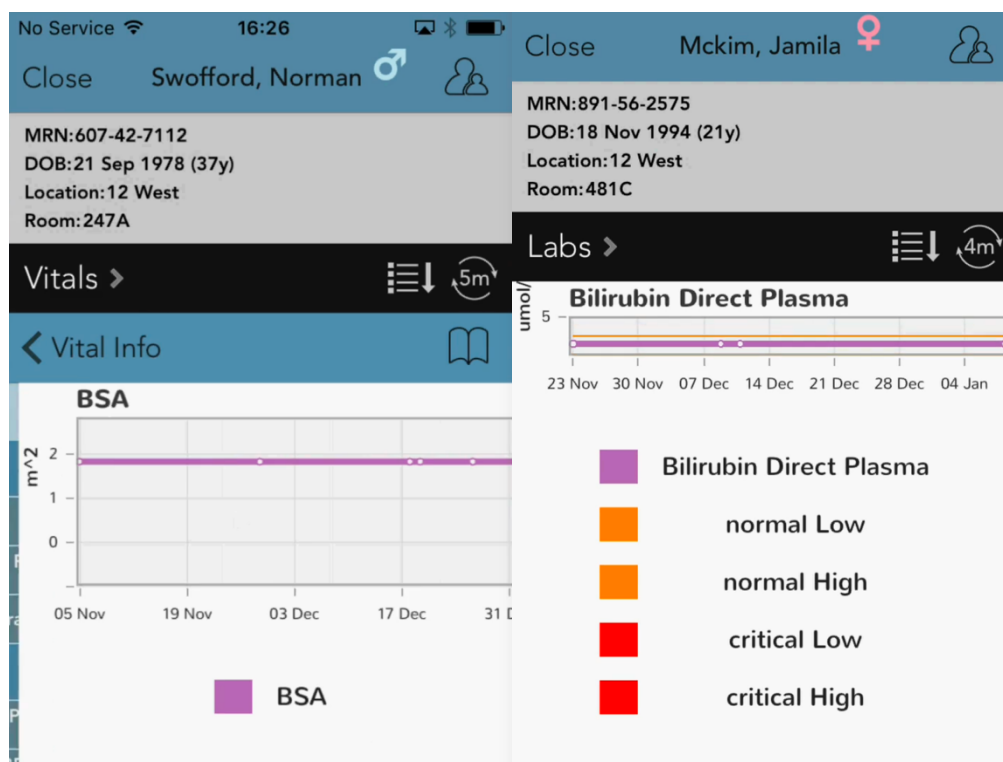 No Service 16:26
Close Swofford, Norman
MRN:607-42-7112
DOB:21 Sep 1978 (37y)
Location:12 West
Room:247A
Vitals 5m
Vital Info
BSA
m^2
2
1
0
05 Nov 19 Nov 03 Dec 17 Dec 31 D
BSA
Close Mckim, Jamila
MRN:891-56-2575
DOB:18 Nov 1994 (21y)
Location:12 West
Room:481C
Labs 4m
Bilirubin Direct Plasma
umol/
5
23 Nov 30 Nov 07 Dec 14 Dec 21 Dec 28 Dec 04 Jan
Bilirubin Direct Plasma
normal Low
normal High
critical Low
critical High